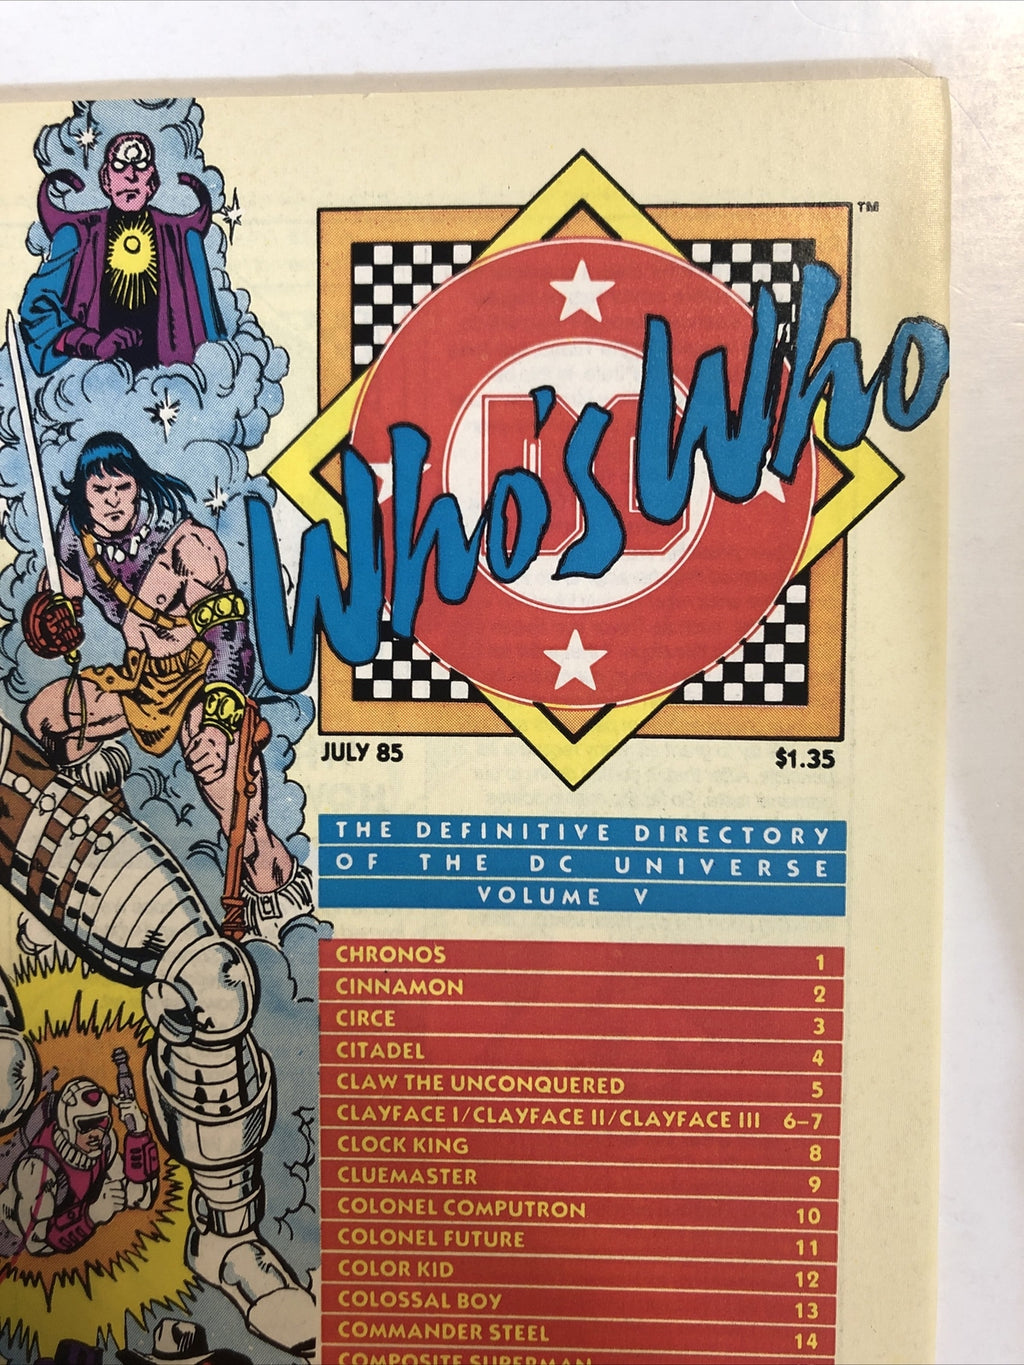 TM
DC
Who's Who
JULY 85
$1.35
THE DEFINITIVE DIRECTORY
OF THE DC UNIVERSE
VOLUME V
CHRONOS 1
CINNAMON 2
CIRCE 3
CITADEL 4
CLAW THE UNCONQUERED 5
CLAYFACE I/CLAYFACE II/CLAYFACE III 6-7
CLOCK KING 8
CLUEMASTER 9
COLONEL COMPUTRON 10
COLONEL FUTURE 11
COLOR KID 12
COLOSSAL BOY 13
COMMANDER STEEL 14
COMPOSITE SUPERMAN